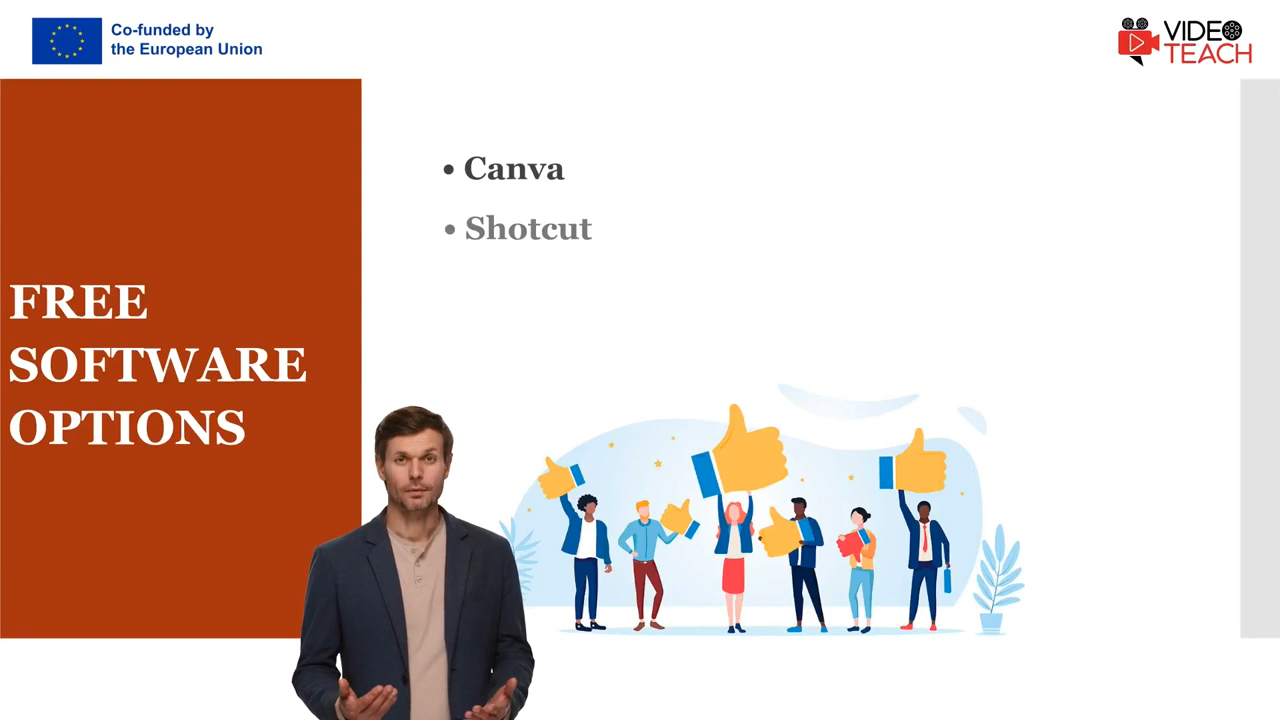 Co-funded by
the European Union
VIDEO
TEACH
• Canva
• Shotcut
FREE
SOFTWARE
OPTIONS